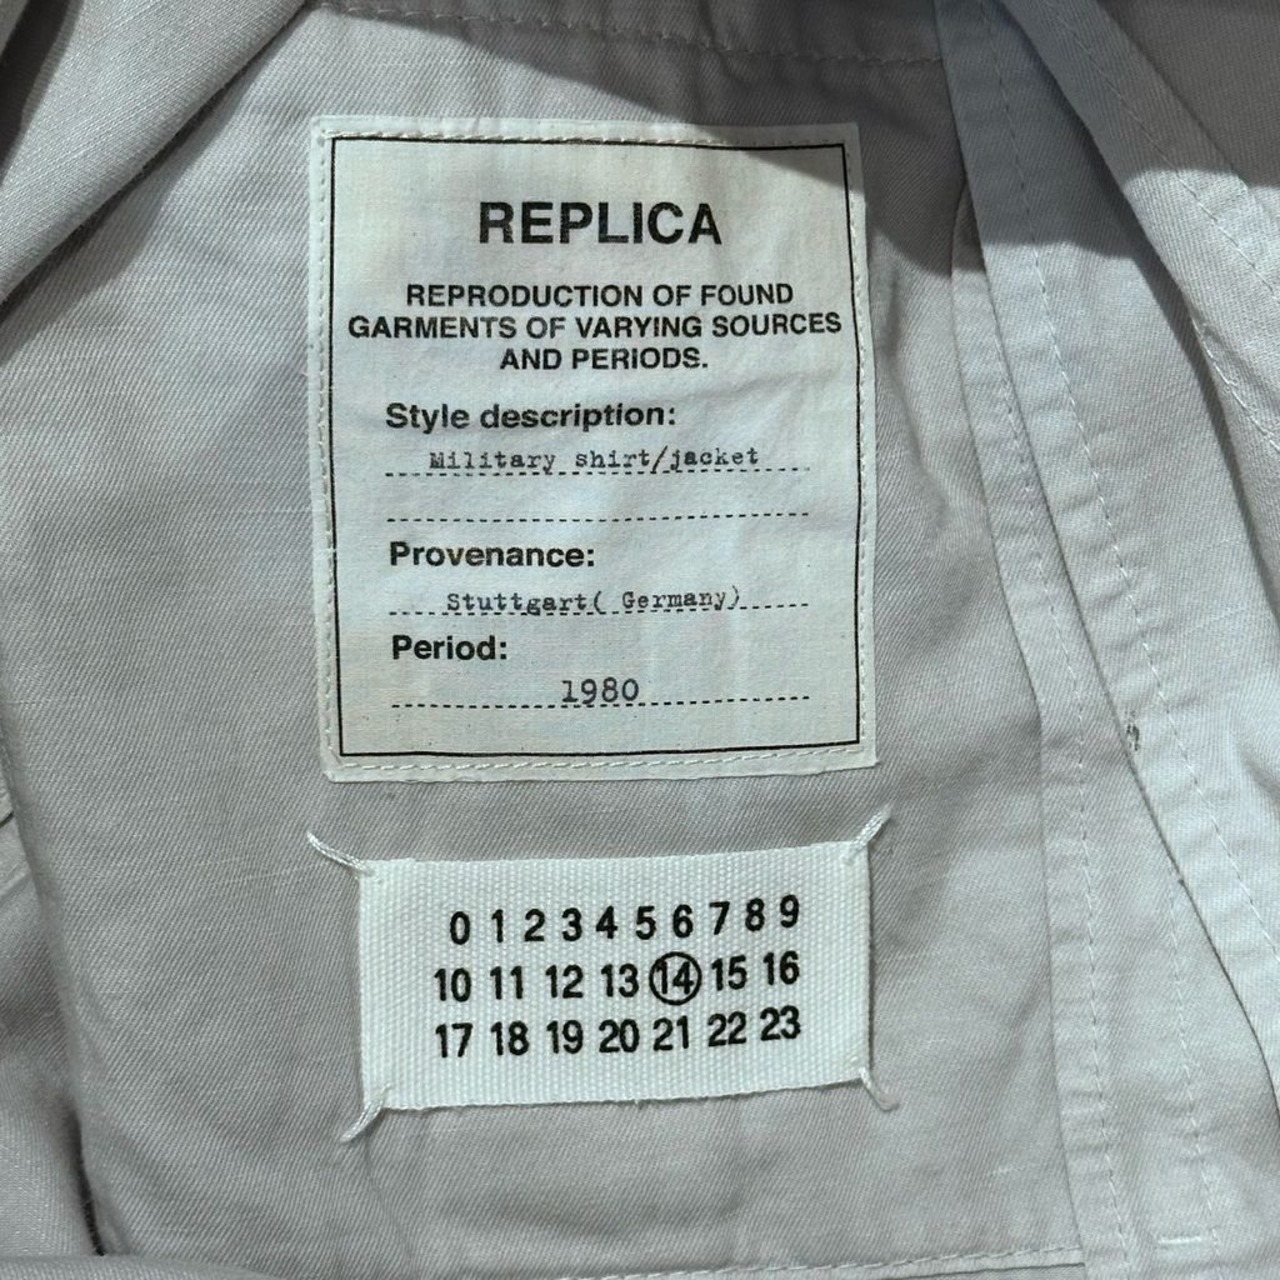 REPLICA
REPRODUCTION OF FOUND
GARMENTS OF VARYING SOURCES
AND PERIODS.
Style description:
Military shirt/jacket
Provenance:
Stuttgart( Germany)
Period:
1980
0 1 2 3 4 5 6 7 8 9
10 11 12 13 14 15 16
17 18 19 20 21 22 23